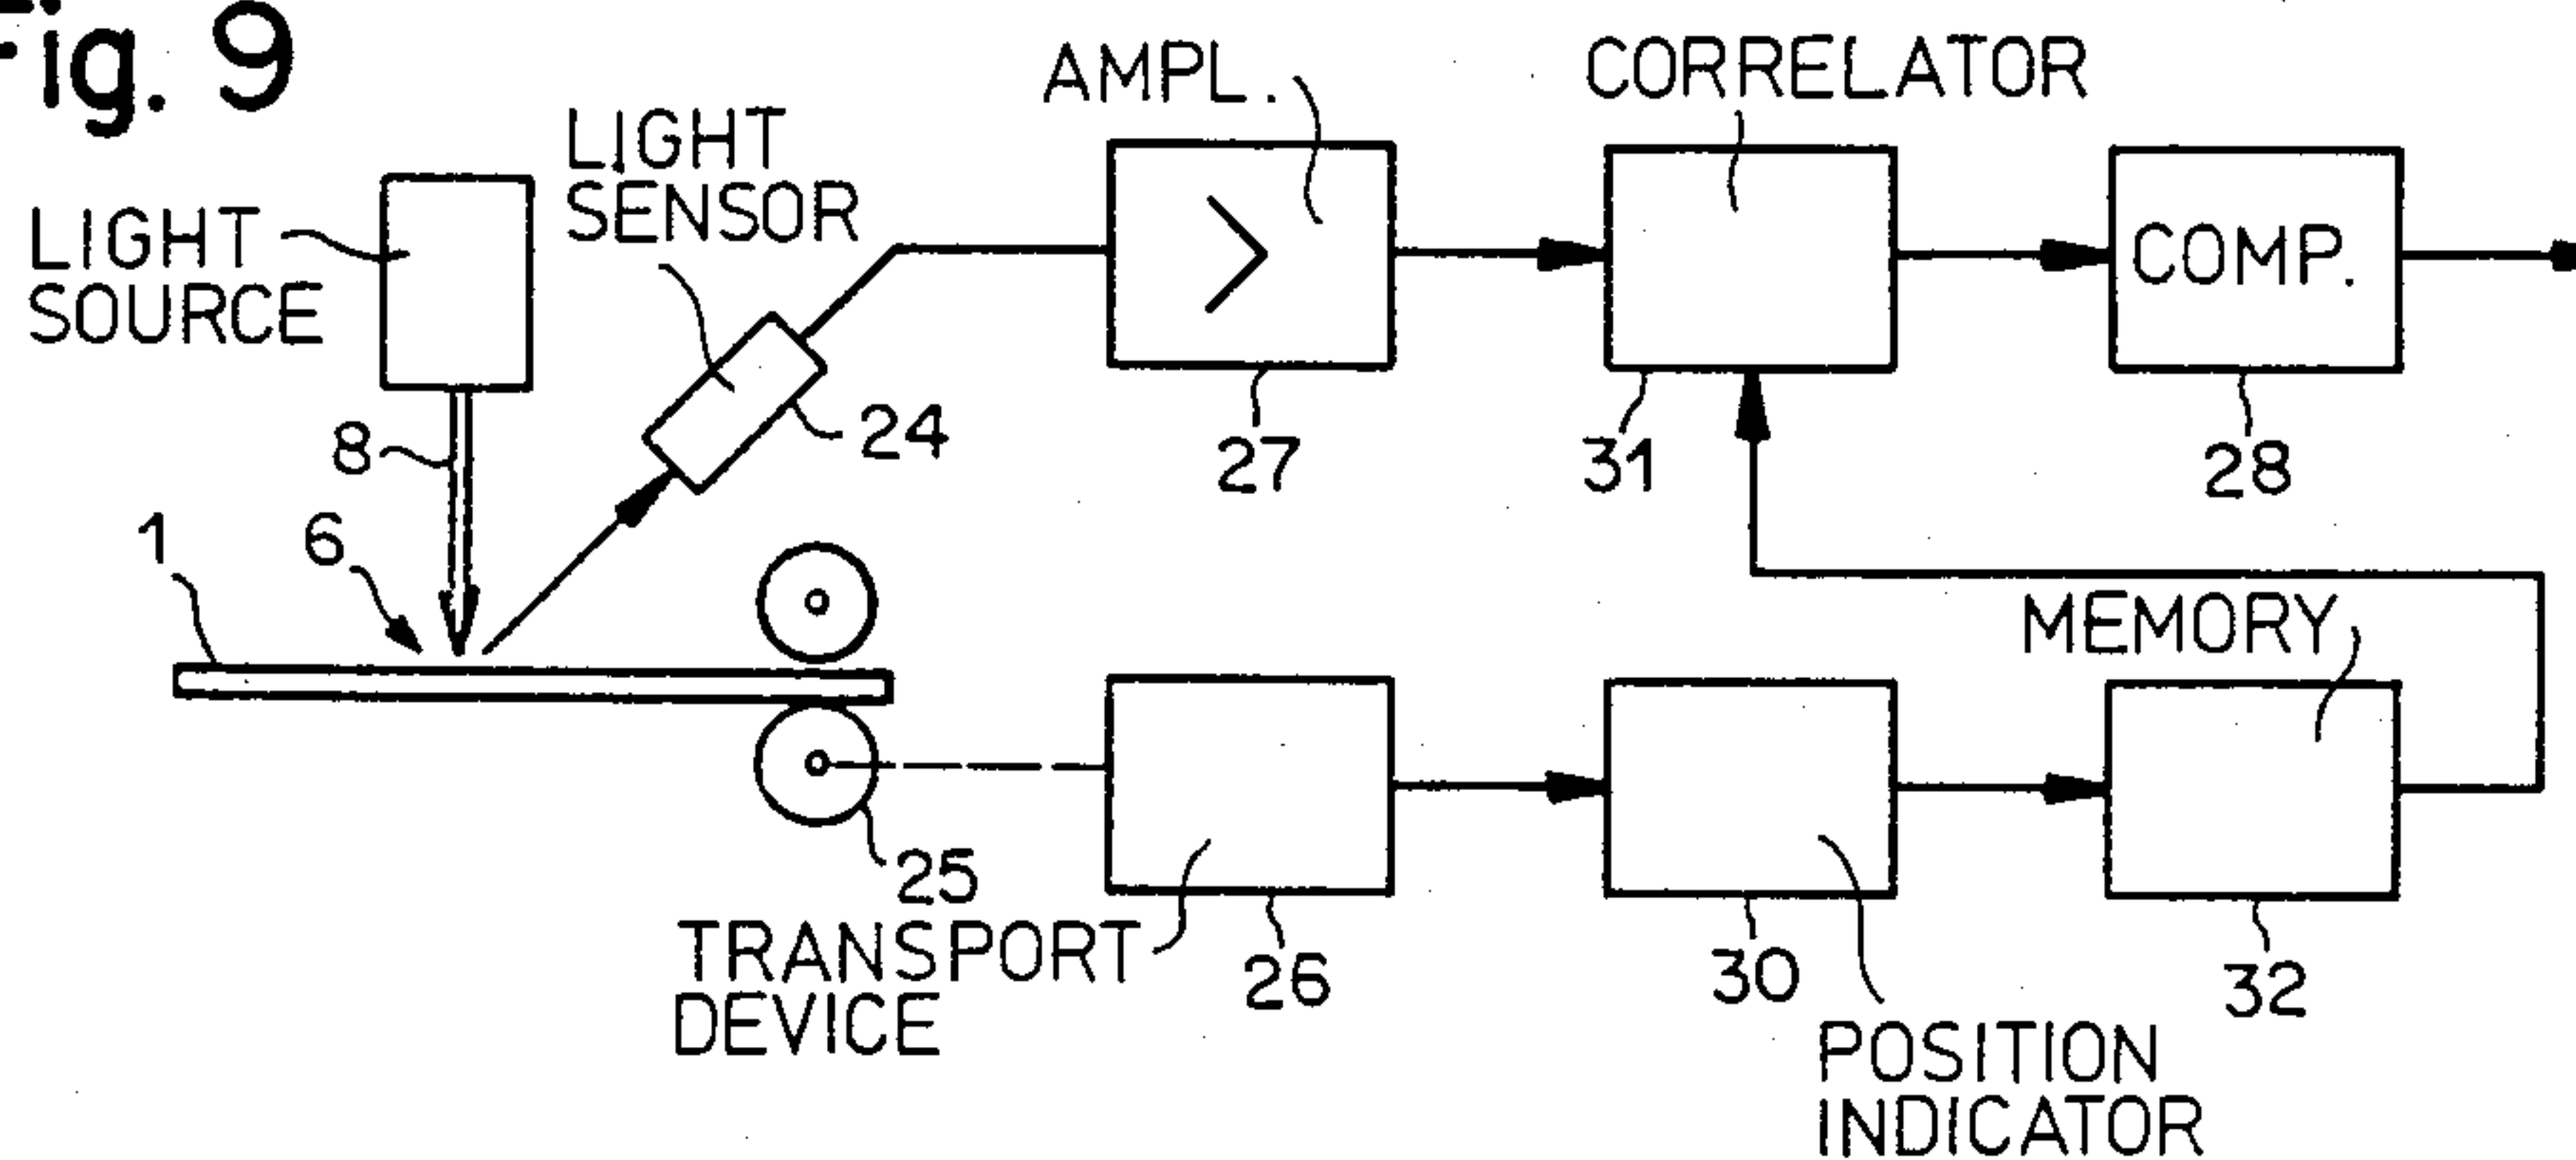 Fig. 9
AMPL.
CORRELATOR
LIGHT
SENSOR
LIGHT
SOURCE
COMP.
8
24
27
31
28
1
6
MEMORY
25
TRANSPORT
DEVICE
26
30
32
POSITION
INDICATOR